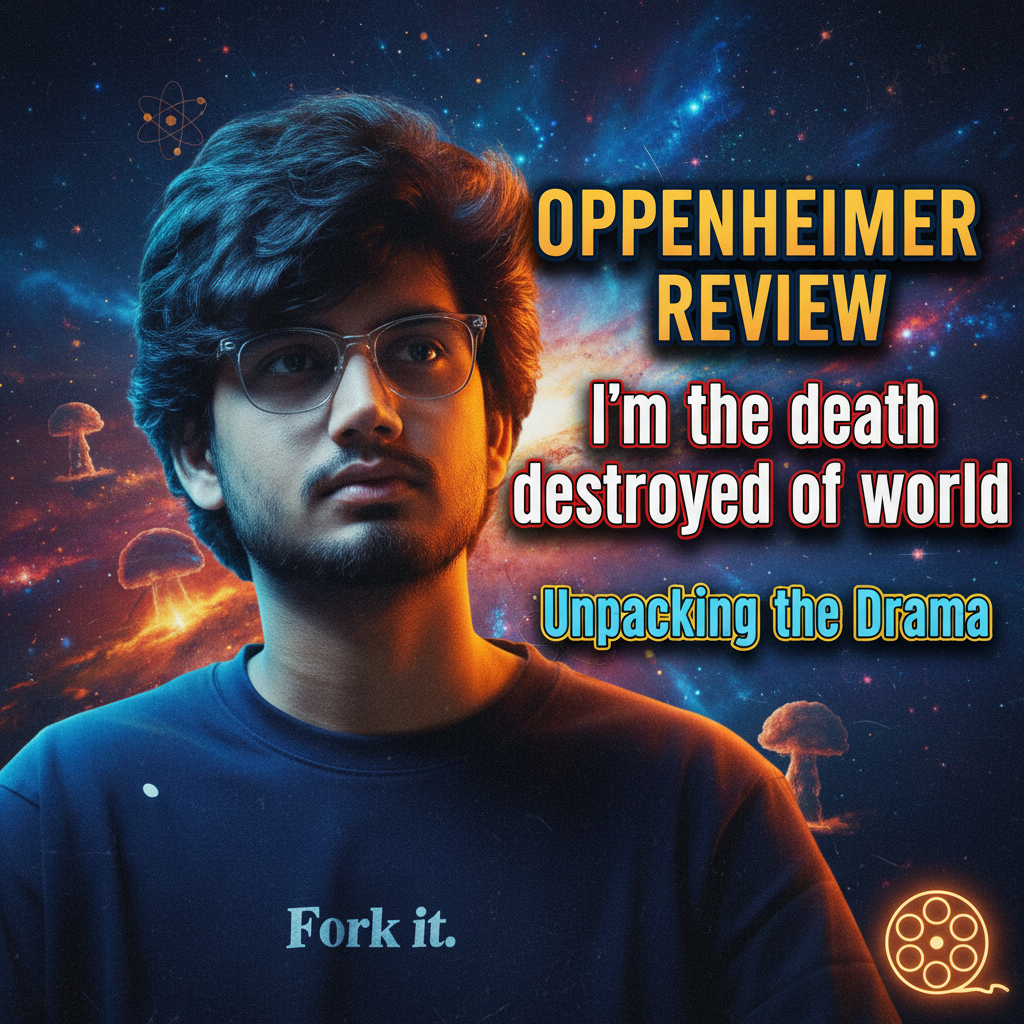 OPPENHEIMER
REVIEW
I'm the death
destroyed of world
Unpacking the Drama
Fork it.